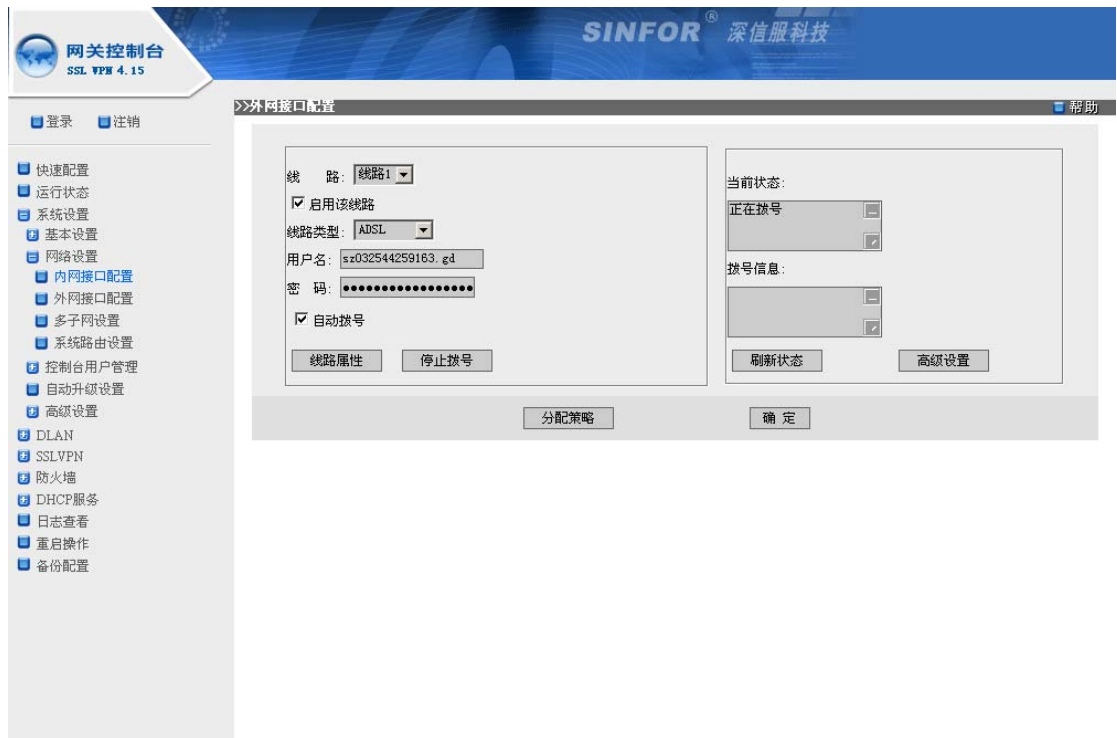 网关控制台
SSL VPN 4.15
SINFOR® 深信服科技
登录 注销
快速配置
运行状态
系统设置
基本设置
网络设置
内网接口配置
外网接口配置
多子网设置
系统路由设置
控制台用户管理
自动升级设置
高级设置
DLAN
SSLVPN
防火墙
DHCP服务
日志查看
重启操作
备份配置
>>外网接口配置
帮助
线 路: 线路1
启用该线路
线路类型: ADSL
用户名: sz032544259163.gd
密 码: ●●●●●●●●●●●●●●●●●
自动拨号
线路属性 停止拨号
当前状态:
正在拨号
拨号信息:
刷新状态 高级设置
分配策略 确 定